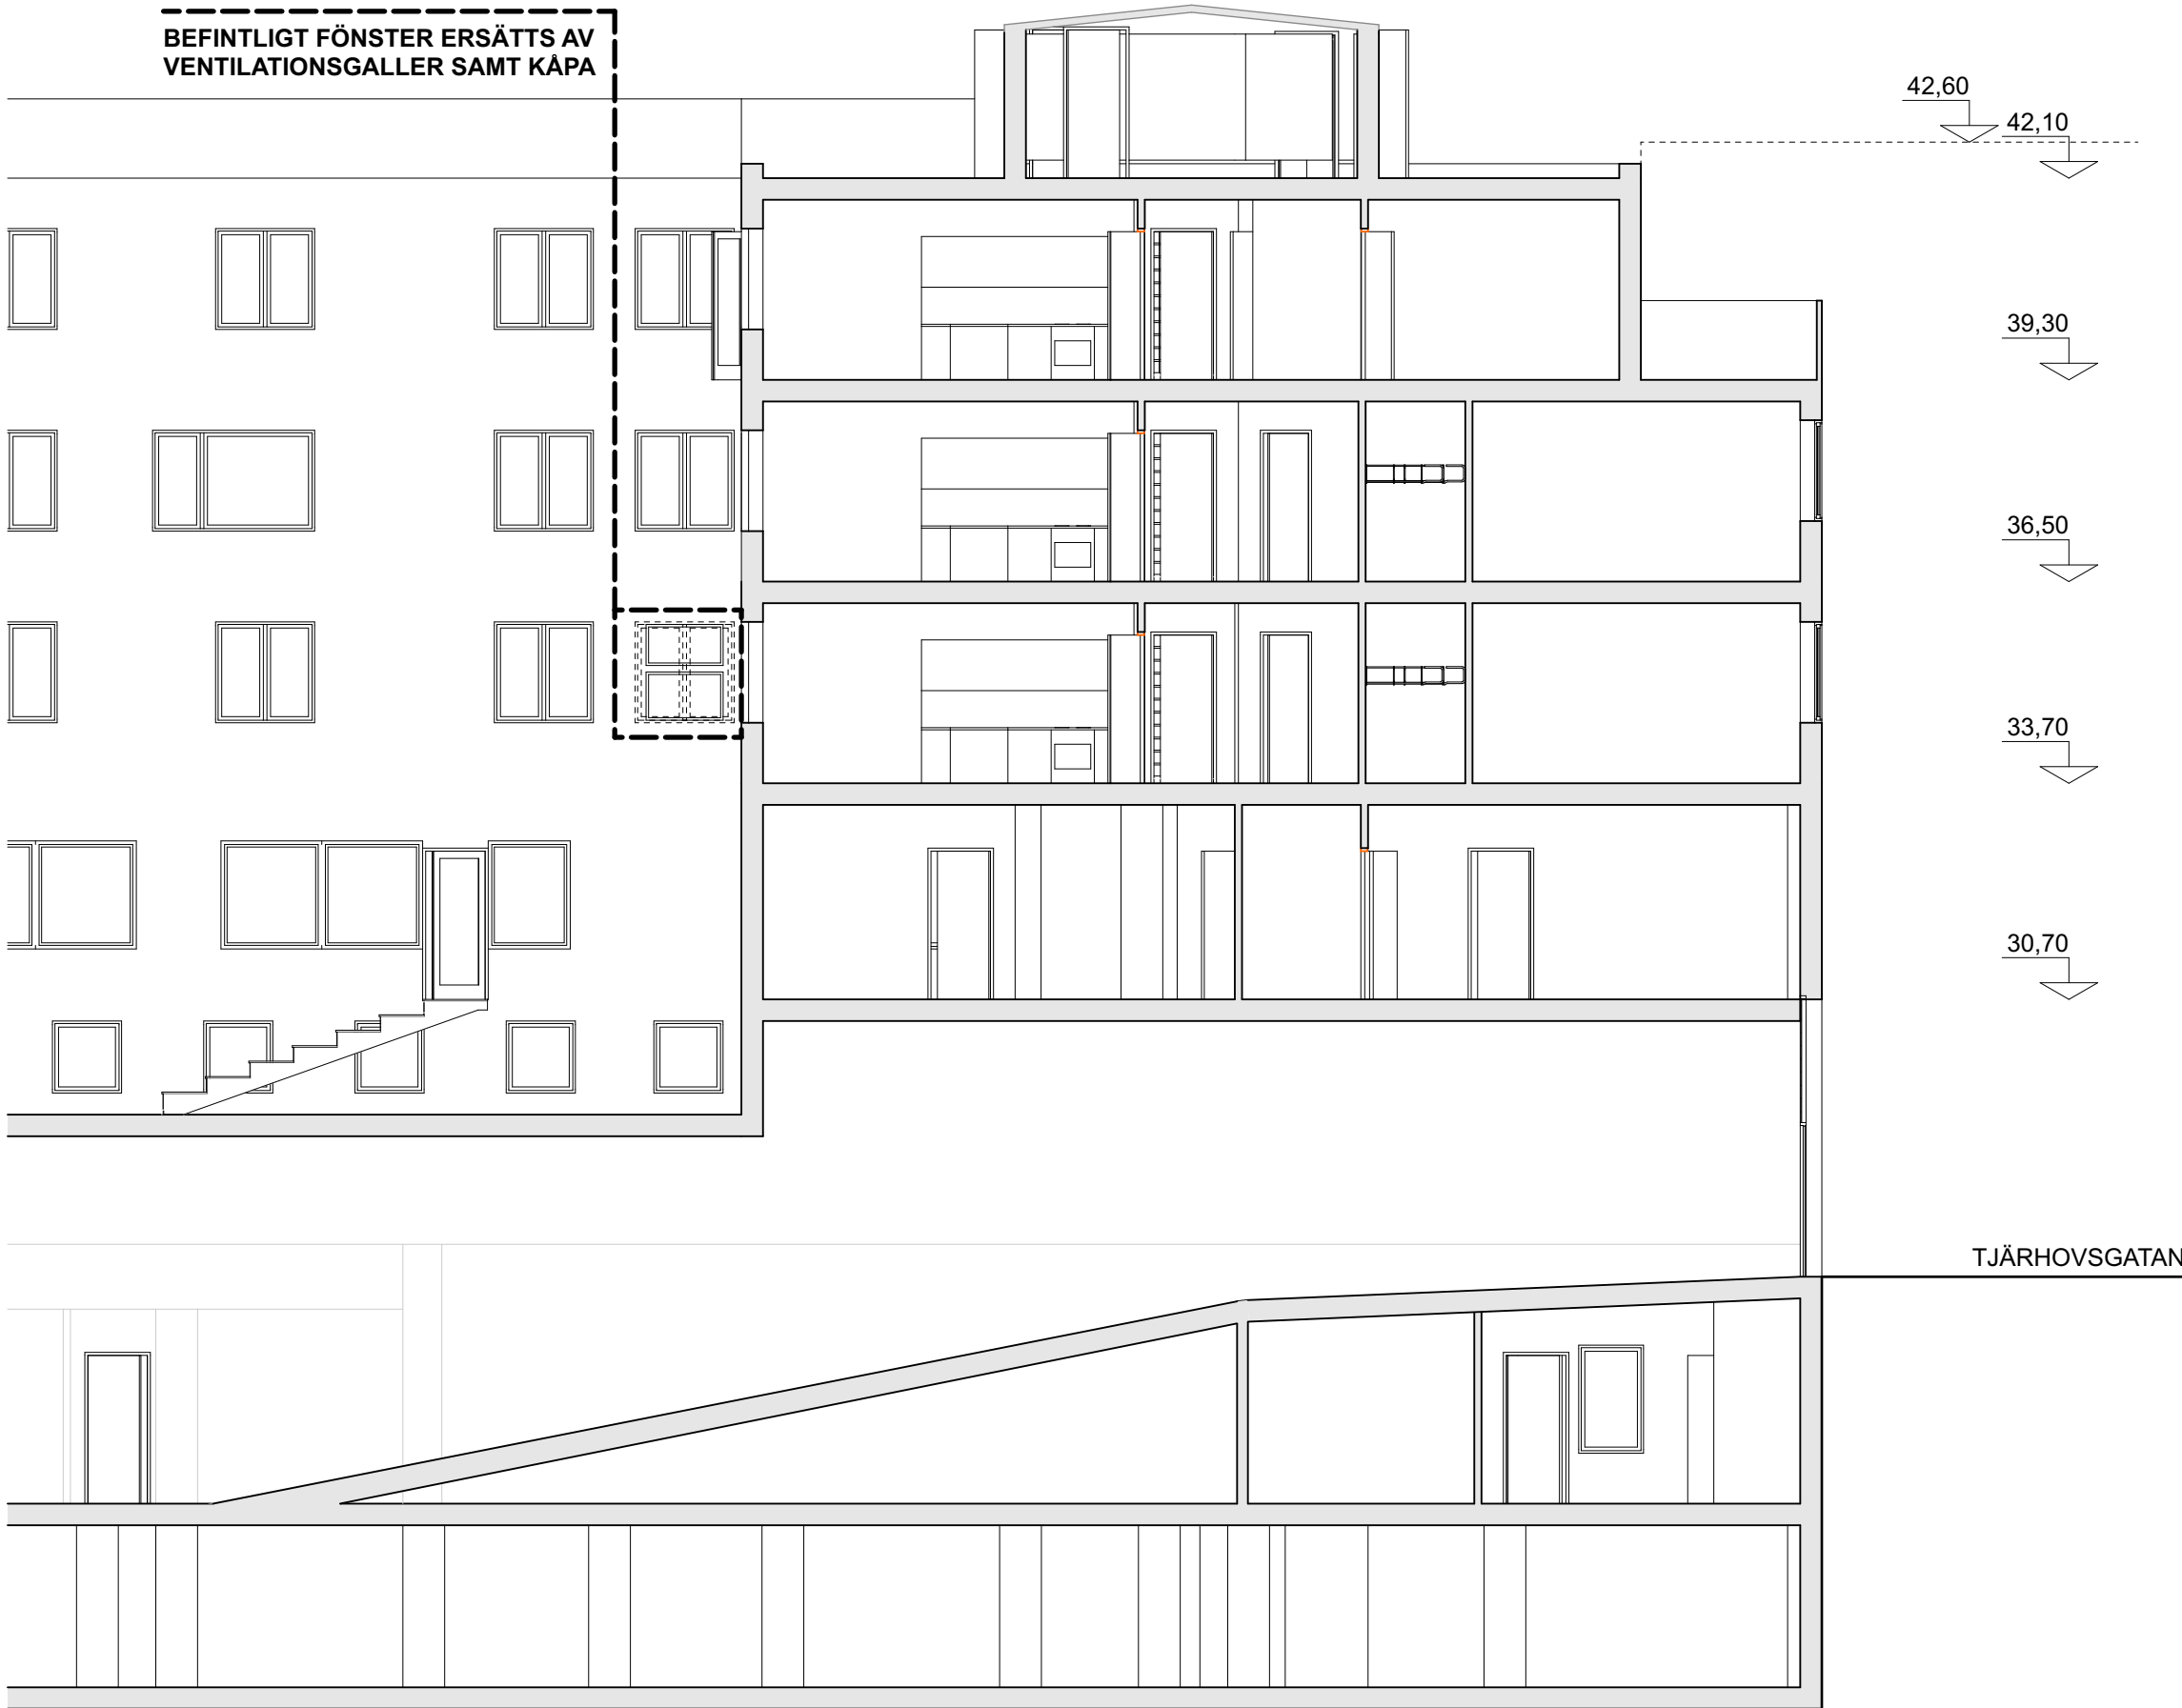 BEFINTLIGT FÖNSTER ERSÄTTS AV
VENTILATIONSGALLER SAMT KÅPA
42,60
42,10
39,30
36,50
33,70
30,70
TJÄRHOVSGATAN